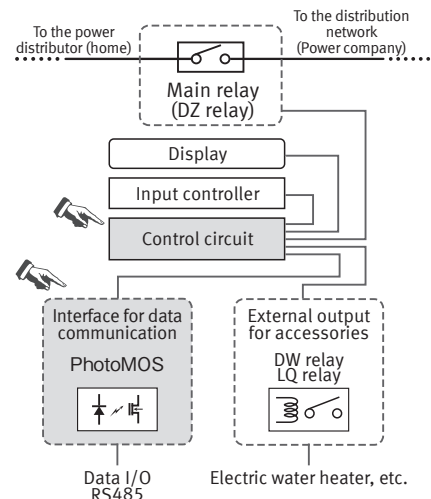 To the power
distributor (home)
To the distribution
network
(Power company)
Main relay
(DZ relay)
Display
Input controller
Control circuit
Interface for data
communication
PhotoMOS
External output
for accessories
DW relay
LQ relay
Data I/O
RS485
Electric water heater, etc.